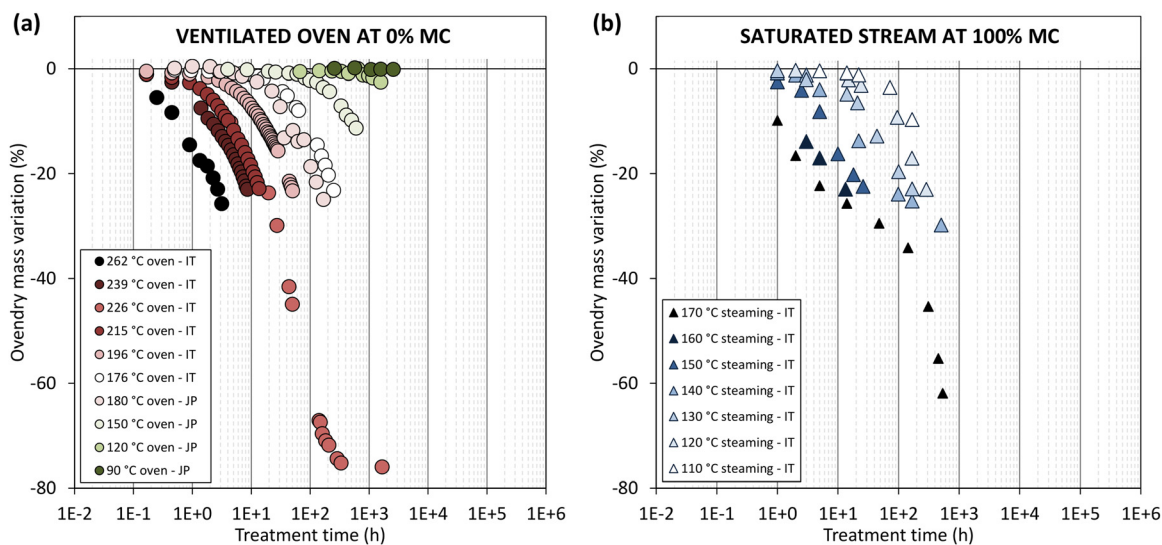 (a)
VENTILATED OVEN AT 0% MC
Ovendry mass variation (%)
0
-20
-40
-60
-80
262 °C oven - IT
239 °C oven - IT
226 °C oven - IT
215 °C oven - IT
196 °C oven - IT
176 °C oven - IT
180 °C oven - JP
150 °C oven - JP
120 °C oven - JP
90 °C oven - JP
1E-2 1E-1 1E+0 1E+1 1E+2 1E+3 1E+4 1E+5 1E+6
Treatment time (h)
(b)
SATURATED STREAM AT 100% MC
Ovendry mass variation (%)
0
-20
-40
-60
-80
170 °C steaming - IT
160 °C steaming - IT
150 °C steaming - IT
140 °C steaming - IT
130 °C steaming - IT
120 °C steaming - IT
110 °C steaming - IT
1E-2 1E-1 1E+0 1E+1 1E+2 1E+3 1E+4 1E+5 1E+6
Treatment time (h)